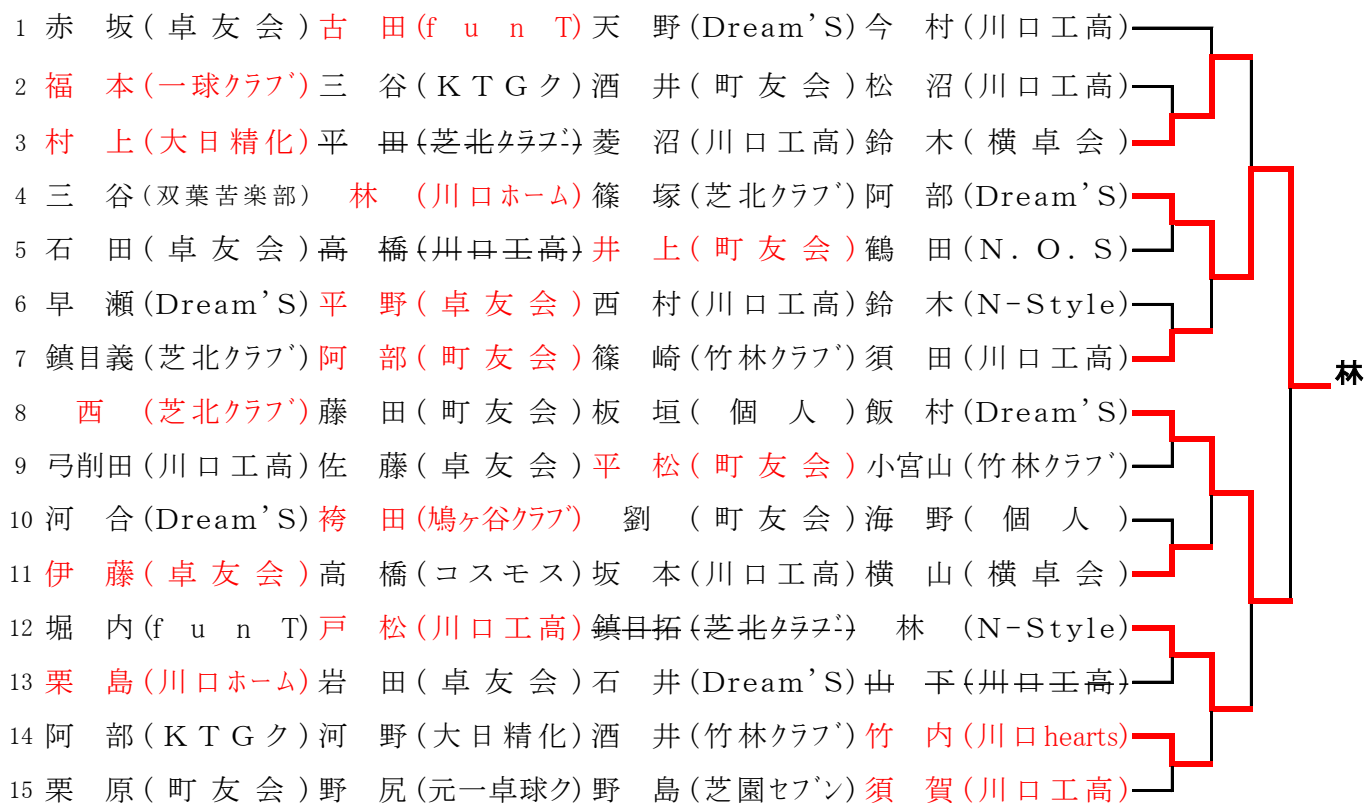 1 赤 坂(卓友会)古 田(f u n T)天 野(Dream'S)今 村(川口工高)
2 福 本(一球クラブ)三 谷(KTGク)酒 井(町友会)松 沼(川口工高)
3 村 上(大日精化)平 田(芝北クラブ)菱 沼(川口工高)鈴 木(横卓会)
4 三 谷(双葉苦楽部) 林 (川口ホーム)篠 塚(芝北クラブ)阿 部(Dream'S)
5 石 田(卓友会)高 橋(川口工高)井 上(町友会)鶴 田(N.O.S)
6 早 瀬(Dream'S)平 野(卓友会)西 村(川口工高)鈴 木(N-Style)
7 鎮目義(芝北クラブ)阿 部(町友会)篠 崎(竹林クラブ)須 田(川口工高)
林
8 西 (芝北クラブ)藤 田(町友会)板 垣(個 人)飯 村(Dream'S)
9 弓削田(川口工高)佐 藤(卓友会)平 松(町友会)小宮山(竹林クラブ)
10 河 合(Dream'S)袴 田(鳩ヶ谷クラブ) 劉 (町友会)海 野(個 人)
11 伊 藤(卓友会)高 橋(コスモス)坂 本(川口工高)横 山(横卓会)
12 堀 内(f u n T)戸 松(川口工高)鎮目拓(芝北クラブ) 林 (N-Style)
13 栗 島(川口ホーム)岩 田(卓友会)石 井(Dream'S)山 下(川口工高)
14 阿 部(KTGク)河 野(大日精化)酒 井(竹林クラブ)竹 内(川口hearts)
15 栗 原(町友会)野 尻(元一卓球ク)野 島(芝園セブン)須 賀(川口工高)